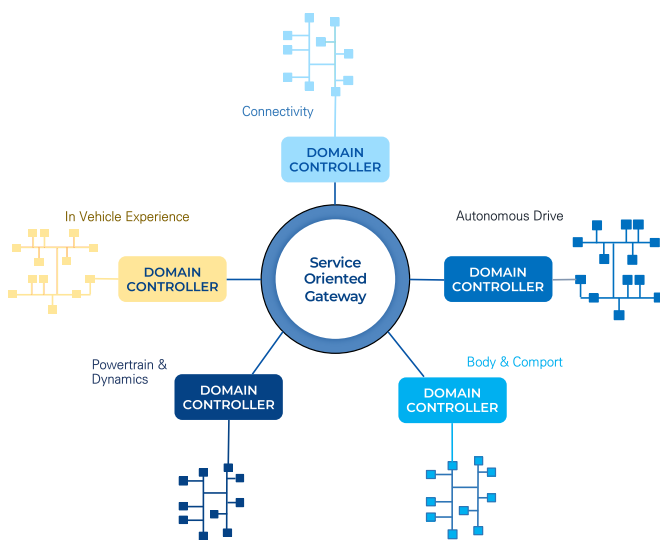 Connectivity
DOMAIN
CONTROLLER
In Vehicle Experience
Autonomous Drive
DOMAIN
CONTROLLER
Service
Oriented
Gateway
DOMAIN
CONTROLLER
Powertrain &
Dynamics
Body & Comport
DOMAIN
CONTROLLER
DOMAIN
CONTROLLER